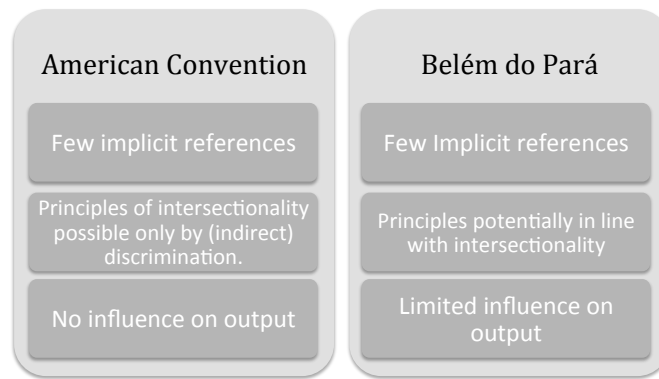 American Convention
Few implicit references
Principles of intersectionality
possible only by (indirect)
discrimination.
No influence on output
Belém do Pará
Few Implicit references
Principles potentially in line
with intersectionality
Limited influence on
output